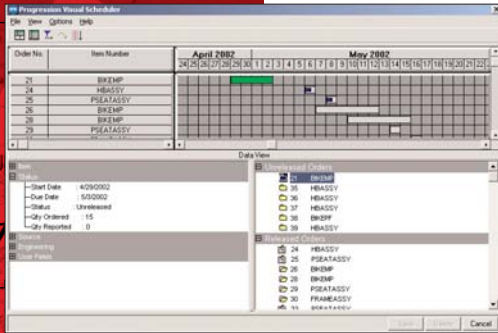 Progression Visual Scheduler
File View Options Help
Order No. Item Number April 2002 May 2002
24 25 26 27 28 29 30 1 2 3 4 5 6 7 8 9 10 11 12 13 14 15 16 17 18 19 20 21 22
21 BIKEMP
24 HBASSY
25 PSEATASSY
26 BIKEMP
28 BIKEMP
29 PSEATASSY
Data View
Item
Status
Start Date : 4/29/2002
Due Date : 5/3/2002
Status : Unreleased
Qty Ordered : 15
Qty Reported : 0
Source
Engineering
User Fields
Unreleased Orders
21 BIKEMP
35 HBASSY
36 HBASSY
37 HBASSY
38 BIKEPF
39 HBASSY
Released Orders
24 HBASSY
25 PSEATASSY
26 BIKEMP
28 BIKEMP
29 PSEATASSY
30 FRAMEASSY
Save Delete Cancel